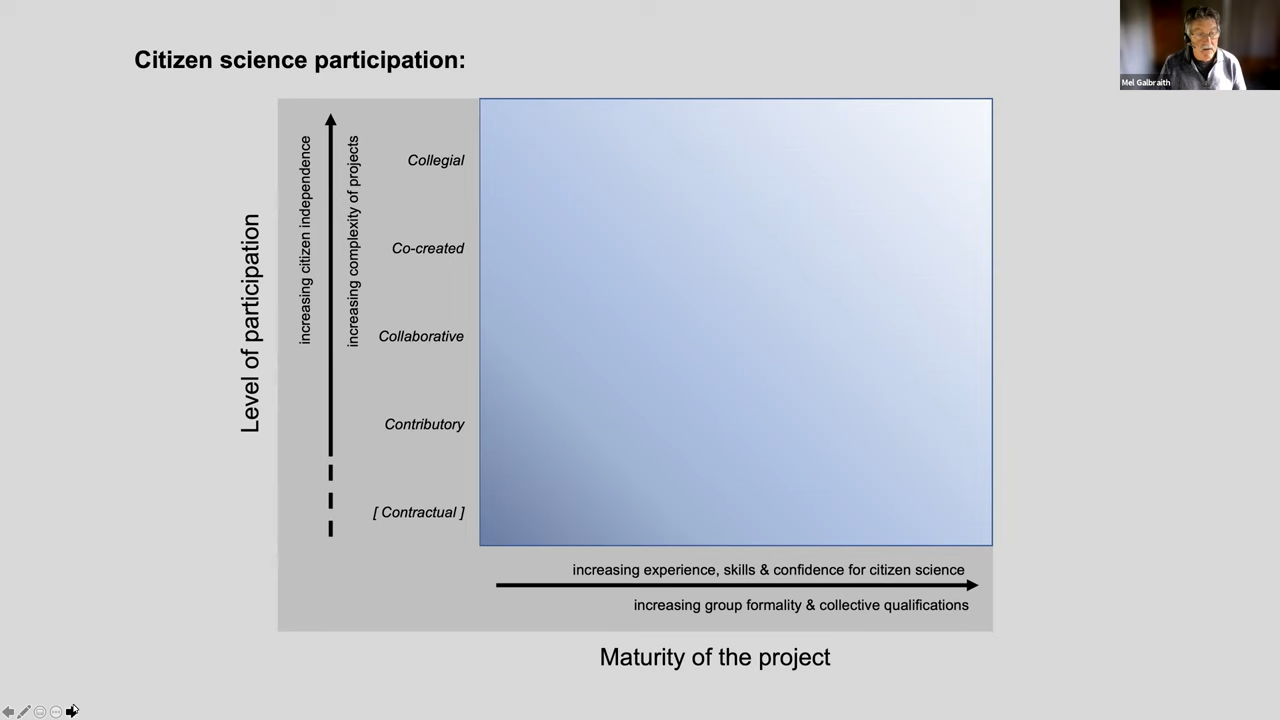 Citizen science participation:
Mel Galbraith
Level of participation
increasing citizen independence
increasing complexity of projects
Collegial
Co-created
Collaborative
Contributory
[ Contractual ]
increasing experience, skills & confidence for citizen science
increasing group formality & collective qualifications
Maturity of the project